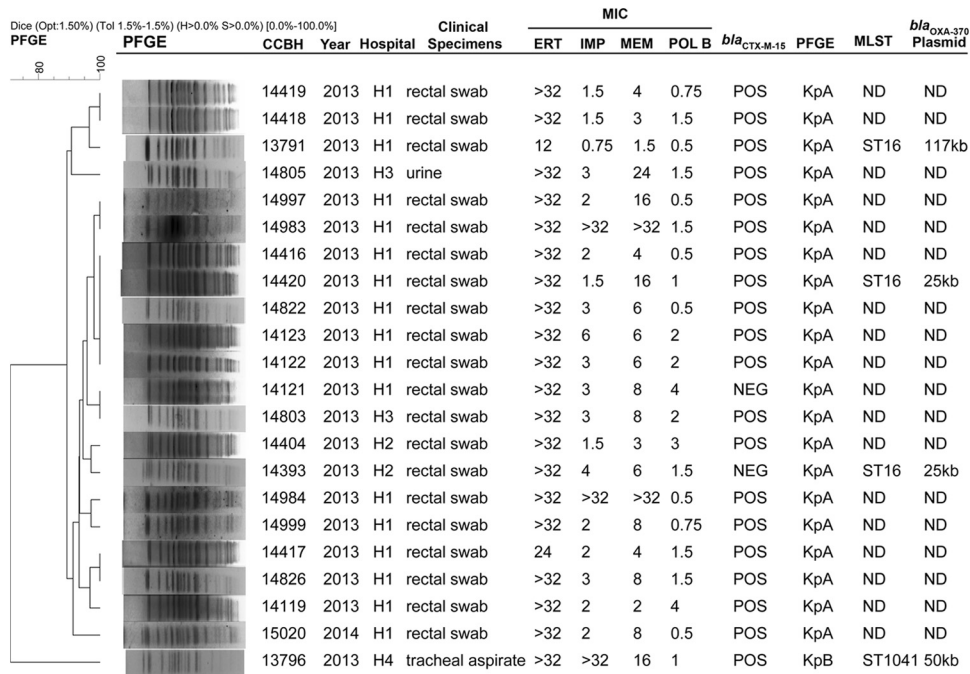 Dice (Opt:1.50%) (Tol 1.5%-1.5%) (H>0.0% S>0.0%) [0.0%-100.0%]
PFGE
80
100
PFGE CCBH Year Hospital Clinical Specimens MIC ERT IMP MEM POL B blaCTX-M-15 PFGE MLST blaOXA-370 Plasmid
14419 2013 H1 rectal swab >32 1.5 4 0.75 POS KpA ND ND
14418 2013 H1 rectal swab >32 1.5 3 1.5 POS KpA ND ND
13791 2013 H1 rectal swab 12 0.75 1.5 0.5 POS KpA ST16 117kb
14805 2013 H3 urine >32 3 24 1.5 POS KpA ND ND
14997 2013 H1 rectal swab >32 2 16 0.5 POS KpA ND ND
14983 2013 H1 rectal swab >32 >32 >32 1.5 POS KpA ND ND
14416 2013 H1 rectal swab >32 2 4 0.5 POS KpA ND ND
14420 2013 H1 rectal swab >32 1.5 16 1 POS KpA ST16 25kb
14822 2013 H1 rectal swab >32 3 6 0.5 POS KpA ND ND
14123 2013 H1 rectal swab >32 6 6 2 POS KpA ND ND
14122 2013 H1 rectal swab >32 3 6 2 POS KpA ND ND
14121 2013 H1 rectal swab >32 3 8 4 NEG KpA ND ND
14803 2013 H3 rectal swab >32 3 8 2 POS KpA ND ND
14404 2013 H2 rectal swab >32 1.5 3 3 POS KpA ND ND
14393 2013 H2 rectal swab >32 4 6 1.5 NEG KpA ST16 25kb
14984 2013 H1 rectal swab >32 >32 >32 0.5 POS KpA ND ND
14999 2013 H1 rectal swab >32 2 8 0.75 POS KpA ND ND
14417 2013 H1 rectal swab 24 2 4 1.5 POS KpA ND ND
14826 2013 H1 rectal swab >32 3 8 1.5 POS KpA ND ND
14119 2013 H1 rectal swab >32 2 2 4 POS KpA ND ND
15020 2014 H1 rectal swab >32 2 8 0.5 POS KpA ND ND
13796 2013 H4 tracheal aspirate >32 >32 16 1 POS KpB ST1041 50kb